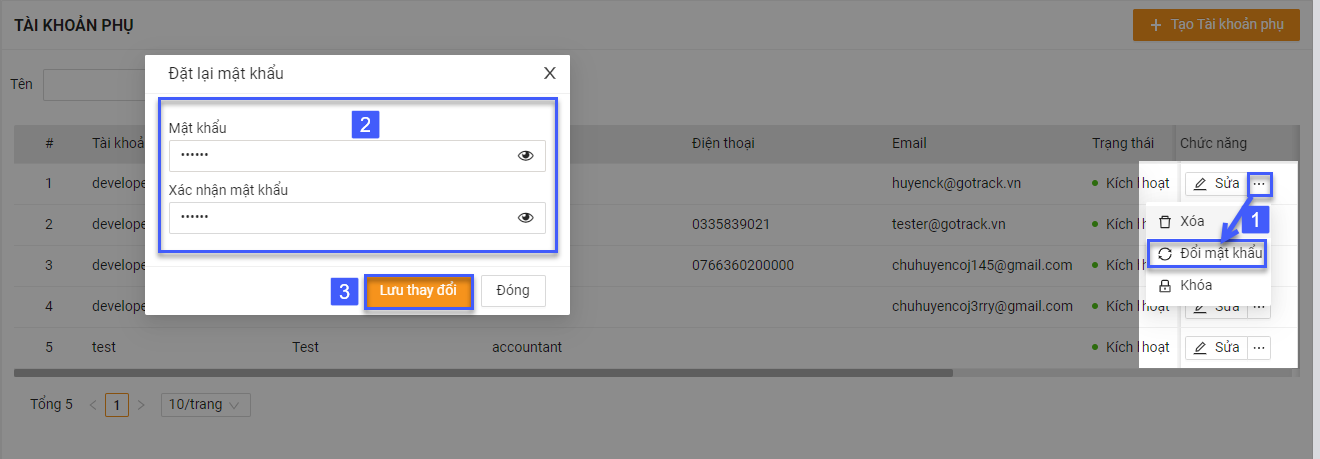 TÀI KHOẢN PHỤ
+ Tạo Tài khoản phụ
Tên
Đặt lại mật khẩu X
2
Mật khẩu
••••••
Xác nhận mật khẩu
••••••
3 Lưu thay đổi Đóng
# Tài khoả Điện thoại Email Trạng thái Chức năng
1 develope huyenck@gotrack.vn Kích hoạt Sửa ...
2 develope 0335839021 tester@gotrack.vn Kích hoạt
3 develope 0766360200000 chuhuyencoj145@gmail.com Kích hoạt
4 develope chuhuyencoj3rry@gmail.com Kích hoạt Sửa ...
5 test Test accountant Kích hoạt Sửa ...
Xóa 1
Đổi mật khẩu
Khóa
Tổng 5 < 1 > 10/trang